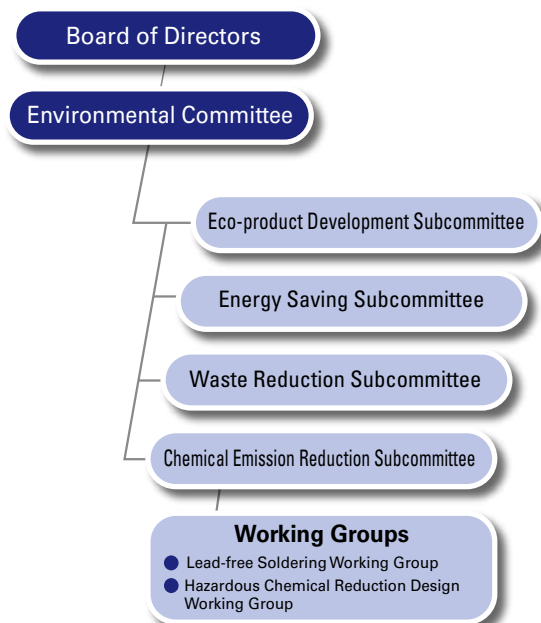 Board of Directors
Environmental Committee
Eco-product Development Subcommittee
Energy Saving Subcommittee
Waste Reduction Subcommittee
Chemical Emission Reduction Subcommittee
Working Groups
Lead-free Soldering Working Group
Hazardous Chemical Reduction Design
Working Group